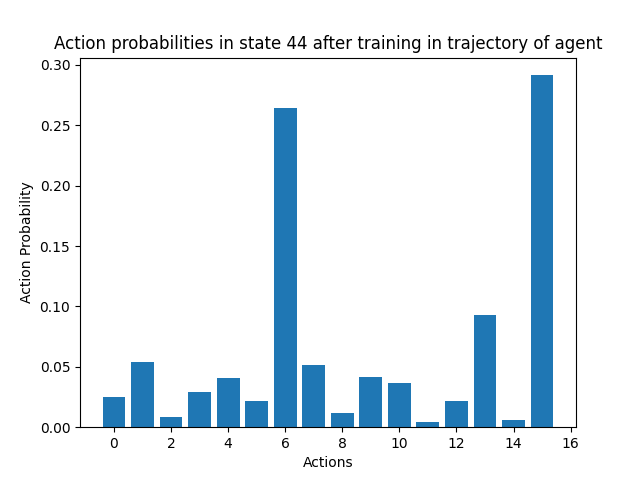 Action probabilities in state 44 after training in trajectory of agent
0.30
0.25
0.20
0.15
0.10
0.05
0.00
Action Probability
0 2 4 6 8 10 12 14 16
Actions